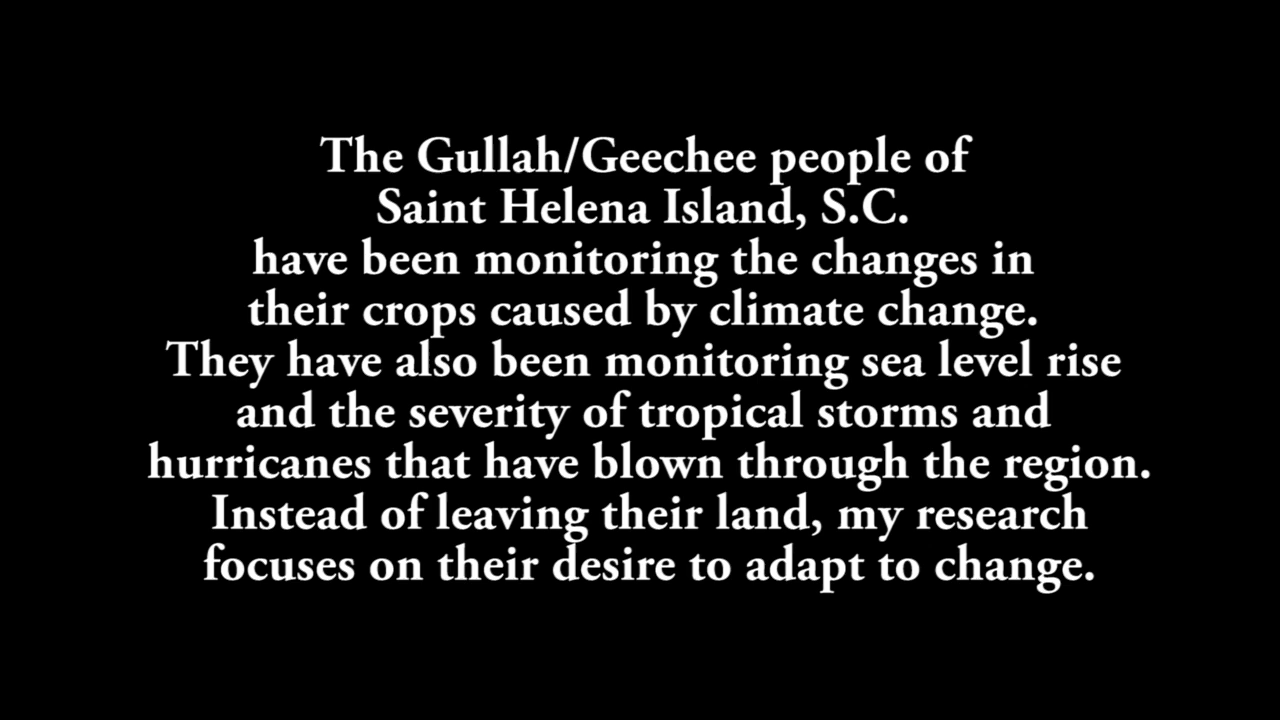 The Gullah/Geechee people of
Saint Helena Island, S.C.
have been monitoring the changes in
their crops caused by climate change.
They have also been monitoring sea level rise
and the severity of tropical storms and
hurricanes that have blown through the region.
Instead of leaving their land, my research
focuses on their desire to adapt to change.